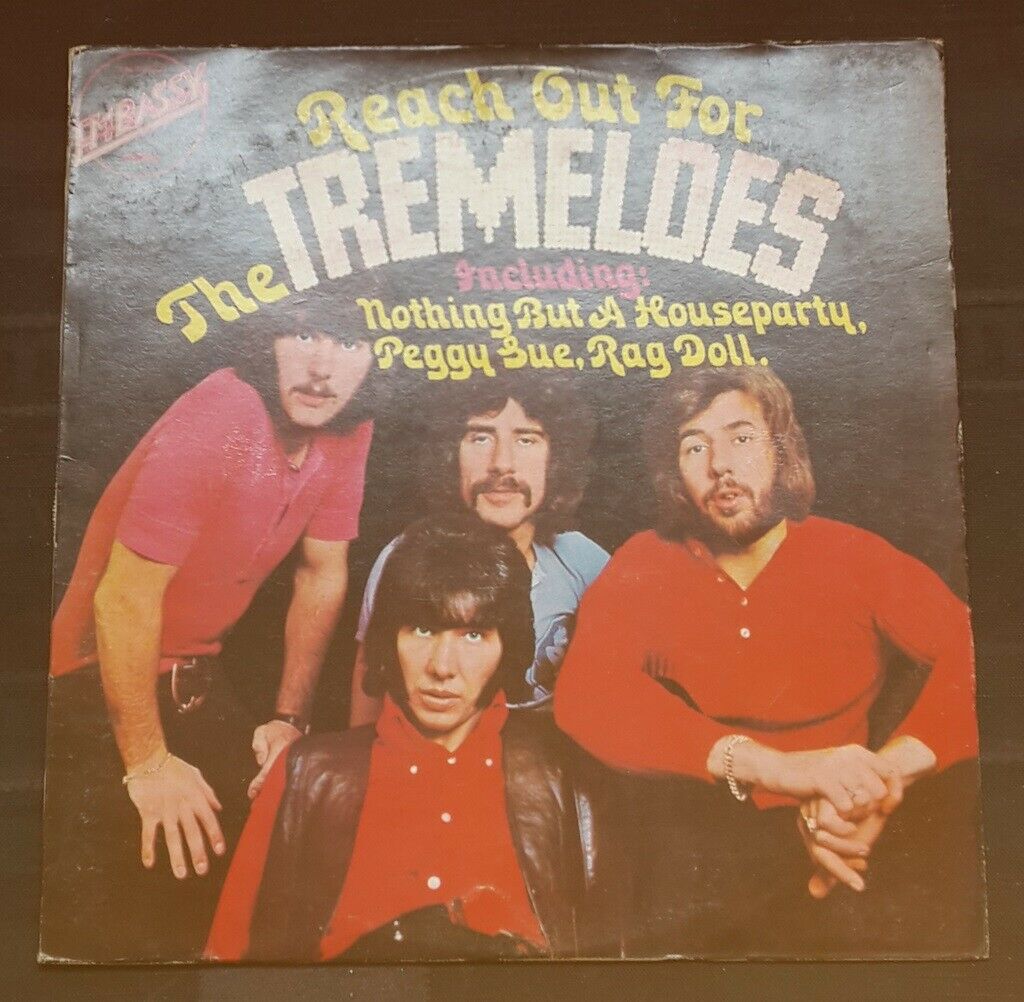 EMBASSY
Reach Out For
The TREMELOES
Including:
Nothing But A Houseparty,
Peggy Sue, Rag Doll.